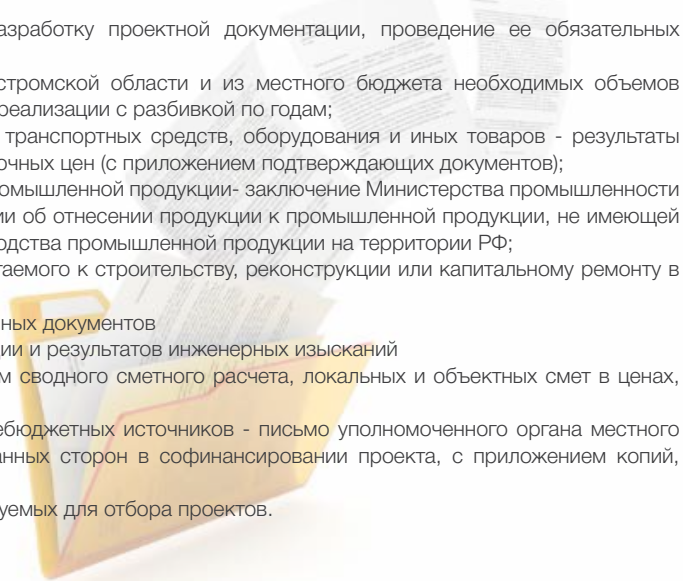 азработку проектной документации, проведение ее обязательных
стромской области и из местного бюджета необходимых объемов
реализации с разбивкой по годам;
транспортных средств, оборудования и иных товаров - результаты
очных цен (с приложением подтверждающих документов);
омышленной продукции- заключение Министерства промышленности
ии об отнесении продукции к промышленной продукции, не имеющей
одства промышленной продукции на территории РФ;
гаемого к строительству, реконструкции или капитальному ремонту в
ных документов
ции и результатов инженерных изысканий
м сводного сметного расчета, локальных и объектных смет в ценах,
ебюджетных источников - письмо уполномоченного органа местного
анных сторон в софинансировании проекта, с приложением копий,
уемых для отбора проектов.